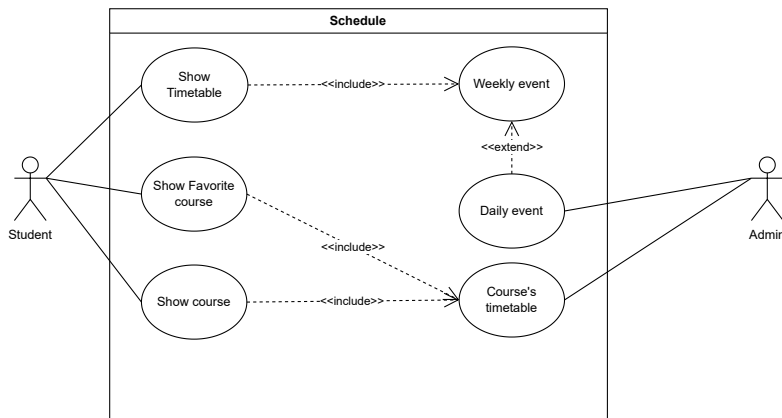 Schedule
Show
Timetable
<<include>>
Weekly event
<<extend>>
Show Favorite
course
Daily event
Student
Admin
<<include>>
Show course
<<include>>
Course's
timetable